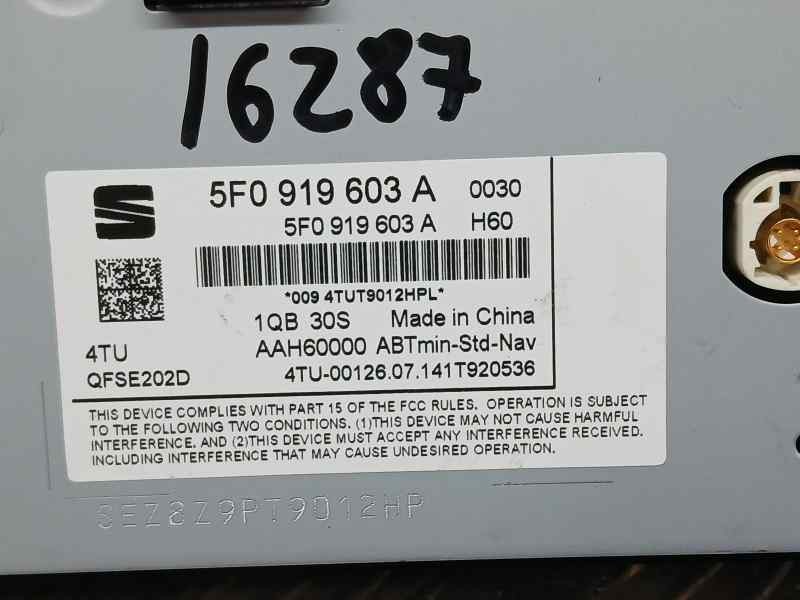 16287
5F0 919 603 A 0030
5F0 919 603 A H60
*009 4TUT9012HPL*
1QB 30S Made in China
4TU AAH60000 ABTmin-Std-Nav
QFSE202D 4TU-00126.07.141T920536
THIS DEVICE COMPLIES WITH PART 15 OF THE FCC RULES. OPERATION IS SUBJECT
TO THE FOLLOWING TWO CONDITIONS. (1)THIS DEVICE MAY NOT CAUSE HARMFUL
INTERFERENCE. AND (2)THIS DEVICE MUST ACCEPT ANY INTERFERENCE RECEIVED.
INCLUDING INTERFERENCE THAT MAY CAUSE UNDESIRED OPERATION.
SEZ8Z9PT9012HP